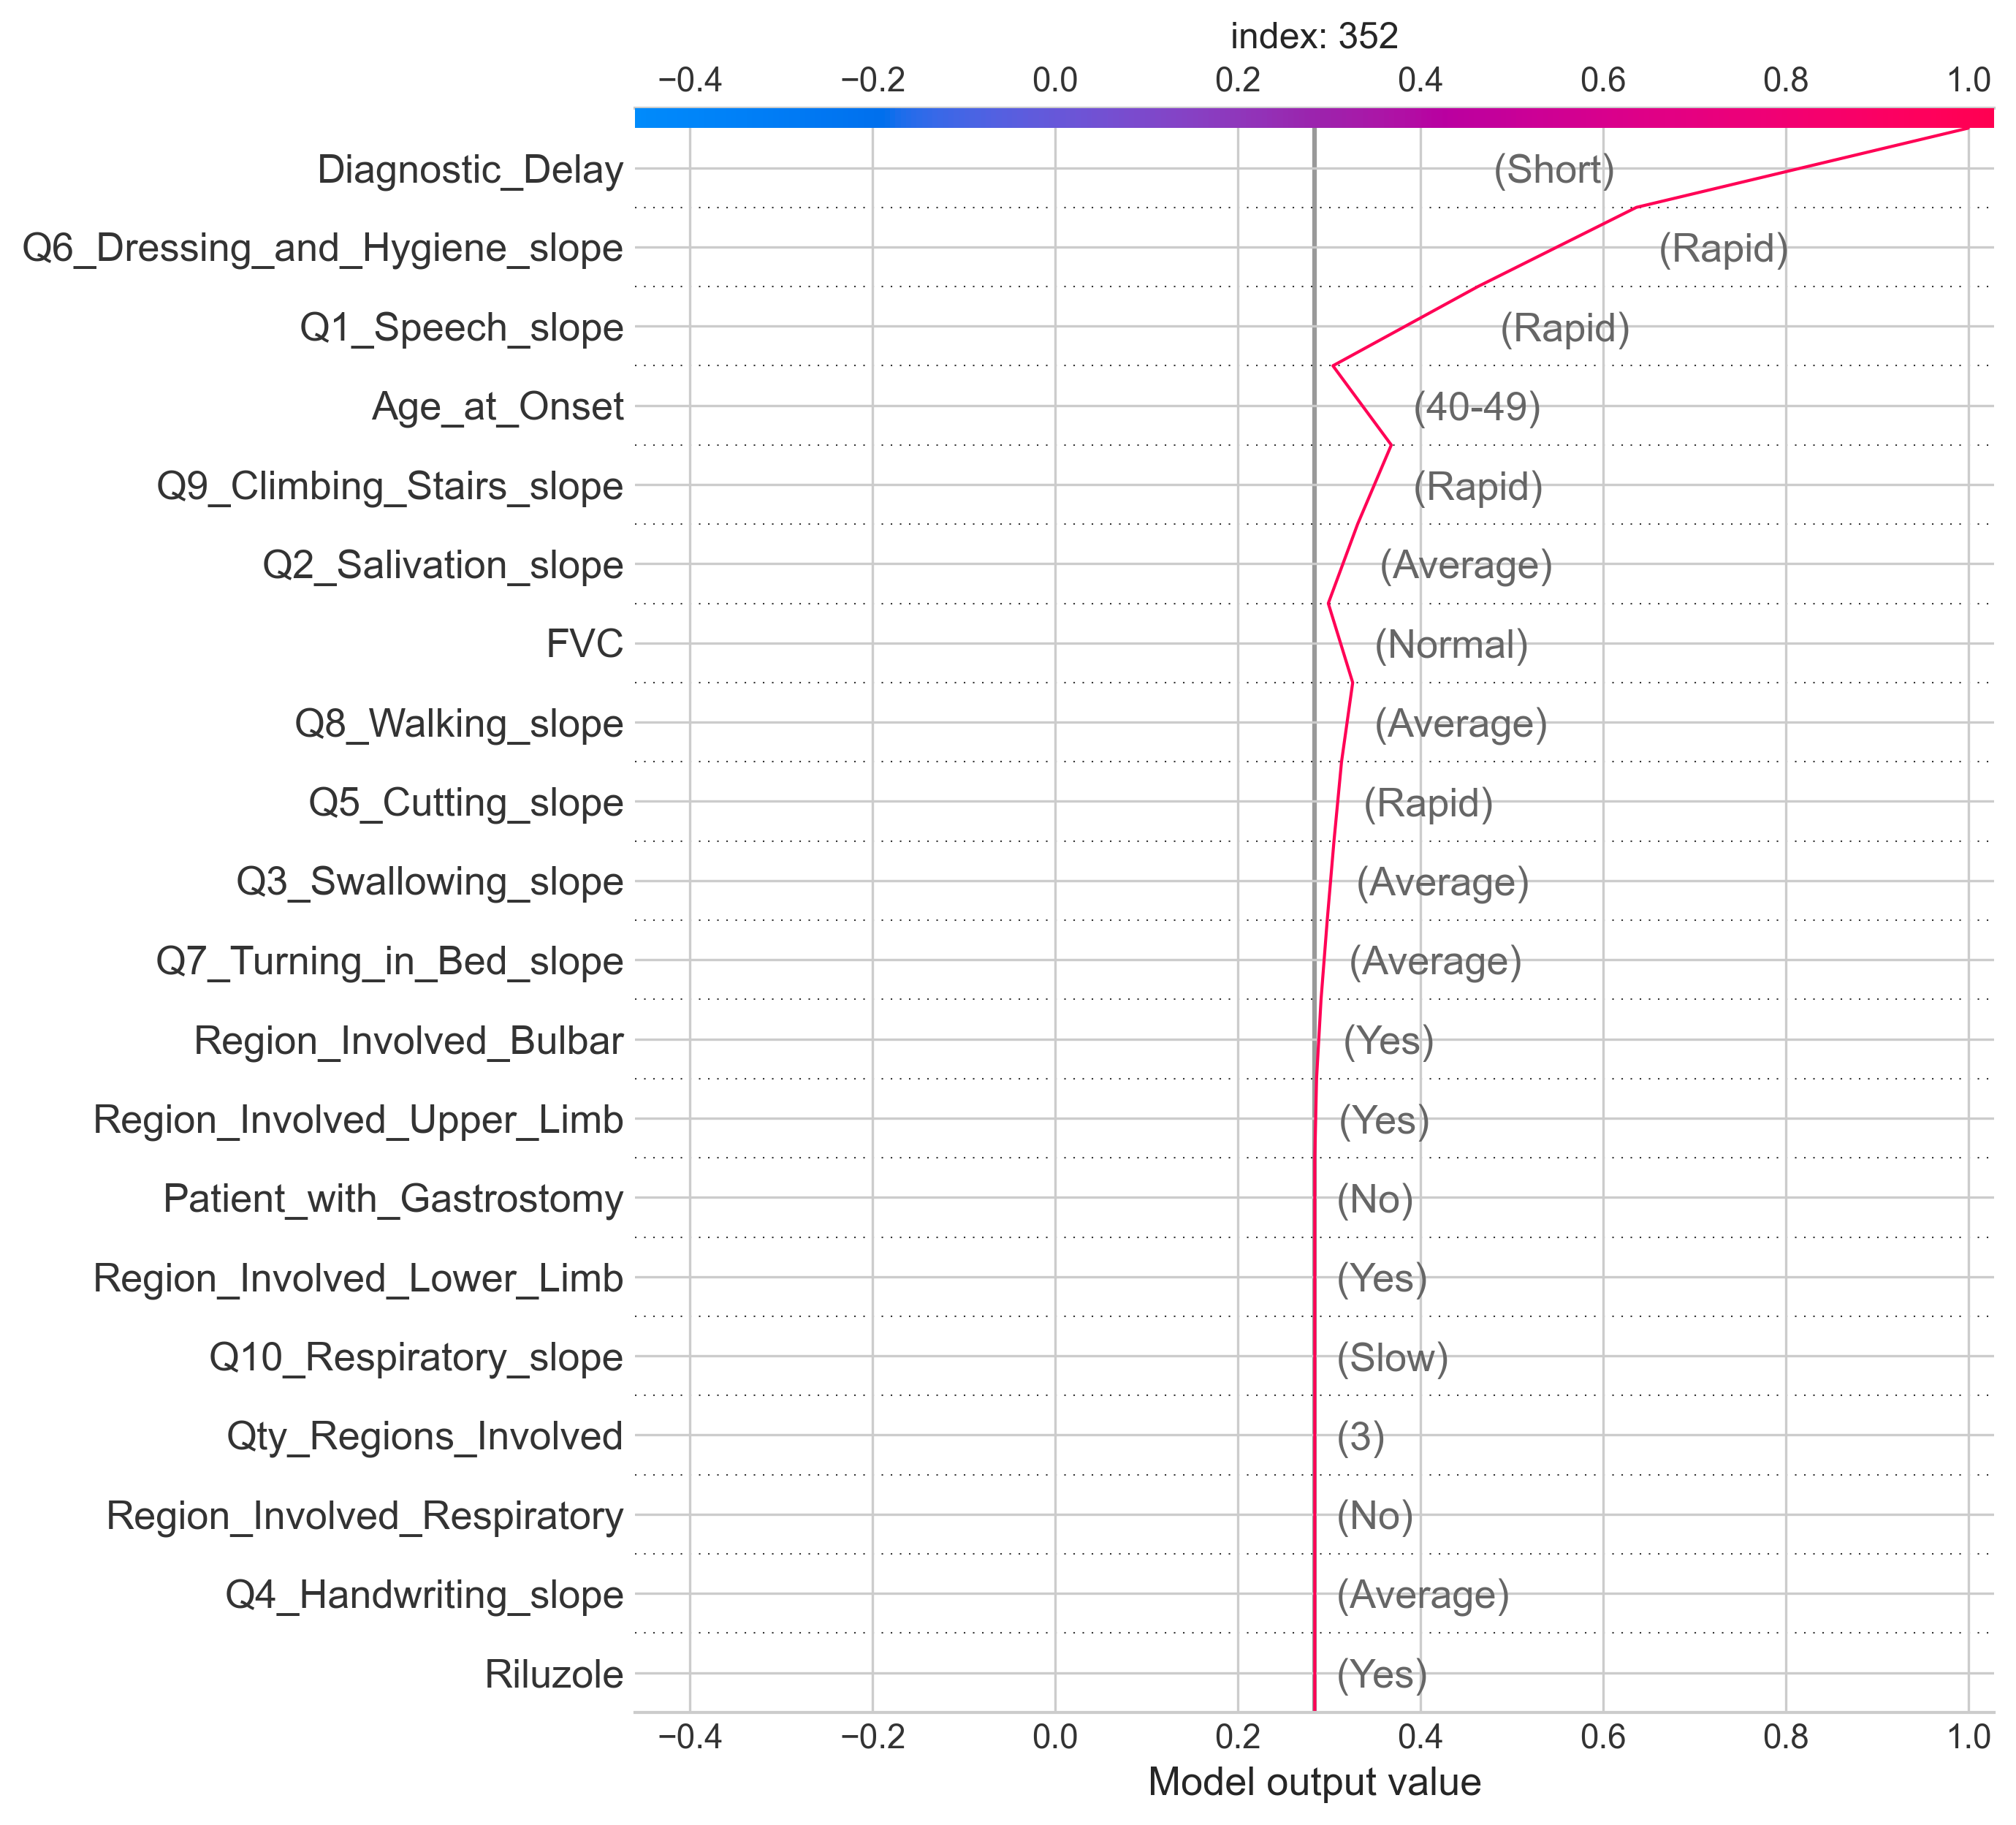 index: 352
−0.4 −0.2 0.0 0.2 0.4 0.6 0.8 1.0
Diagnostic_Delay (Short)
Q6_Dressing_and_Hygiene_slope (Rapid)
Q1_Speech_slope (Rapid)
Age_at_Onset (40-49)
Q9_Climbing_Stairs_slope (Rapid)
Q2_Salivation_slope (Average)
FVC (Normal)
Q8_Walking_slope (Average)
Q5_Cutting_slope (Rapid)
Q3_Swallowing_slope (Average)
Q7_Turning_in_Bed_slope (Average)
Region_Involved_Bulbar (Yes)
Region_Involved_Upper_Limb (Yes)
Patient_with_Gastrostomy (No)
Region_Involved_Lower_Limb (Yes)
Q10_Respiratory_slope (Slow)
Qty_Regions_Involved (3)
Region_Involved_Respiratory (No)
Q4_Handwriting_slope (Average)
Riluzole (Yes)
−0.4 −0.2 0.0 0.2 0.4 0.6 0.8 1.0
Model output value